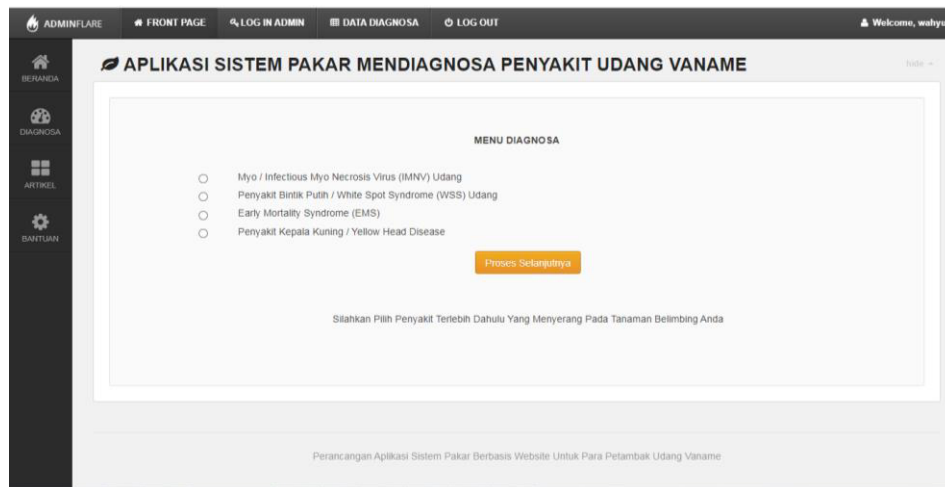 ADMINFLARE FRONT PAGE LOG IN ADMIN DATA DIAGNOSA LOG OUT Welcome, wahyu
BERANDA
DIAGNOSA
ARTIKEL
BANTUAN
APLIKASI SISTEM PAKAR MENDIAGNOSA PENYAKIT UDANG VANAME
hide
MENU DIAGNOSA
Myo / Infectious Myo Necrosis Virus (IMNV) Udang
Penyakit Bintik Putih / White Spot Syndrome (WSS) Udang
Early Mortality Syndrome (EMS)
Penyakit Kepala Kuning / Yellow Head Disease
Proses Selanjutnya
Silahkan Pilih Penyakit Terlebih Dahulu Yang Menyerang Pada Tanaman Belimbing Anda
Perancangan Aplikasi Sistem Pakar Berbasis Website Untuk Para Petambak Udang Vaname